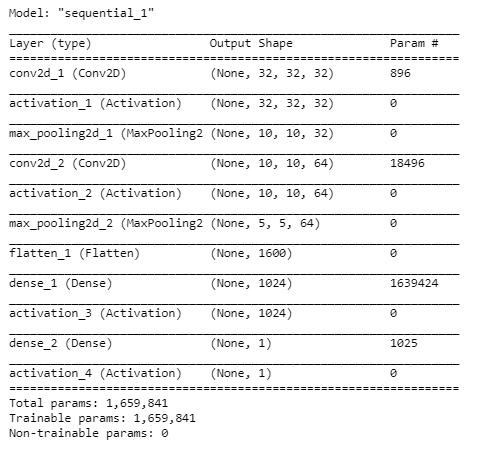 Model: "sequential_1"
Layer (type) Output Shape Param #
conv2d_1 (Conv2D) (None, 32, 32, 32) 896
activation_1 (Activation) (None, 32, 32, 32) 0
max_pooling2d_1 (MaxPooling2 (None, 10, 10, 32) 0
conv2d_2 (Conv2D) (None, 10, 10, 64) 18496
activation_2 (Activation) (None, 10, 10, 64) 0
max_pooling2d_2 (MaxPooling2 (None, 5, 5, 64) 0
flatten_1 (Flatten) (None, 1600) 0
dense_1 (Dense) (None, 1024) 1639424
activation_3 (Activation) (None, 1024) 0
dense_2 (Dense) (None, 1) 1025
activation_4 (Activation) (None, 1) 0
Total params: 1,659,841
Trainable params: 1,659,841
Non-trainable params: 0